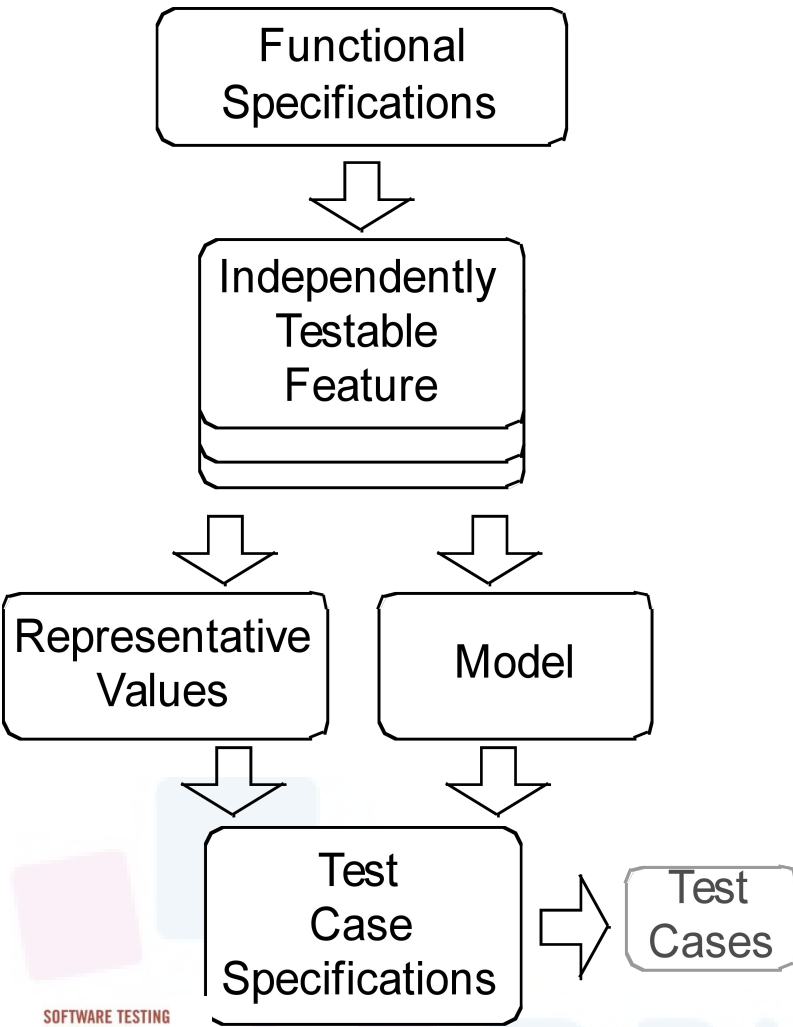 Functional
Specifications
Independently
Testable
Feature
Representative
Values
Model
Test
Case
Specifications
Test
Cases
SOFTWARE TESTING